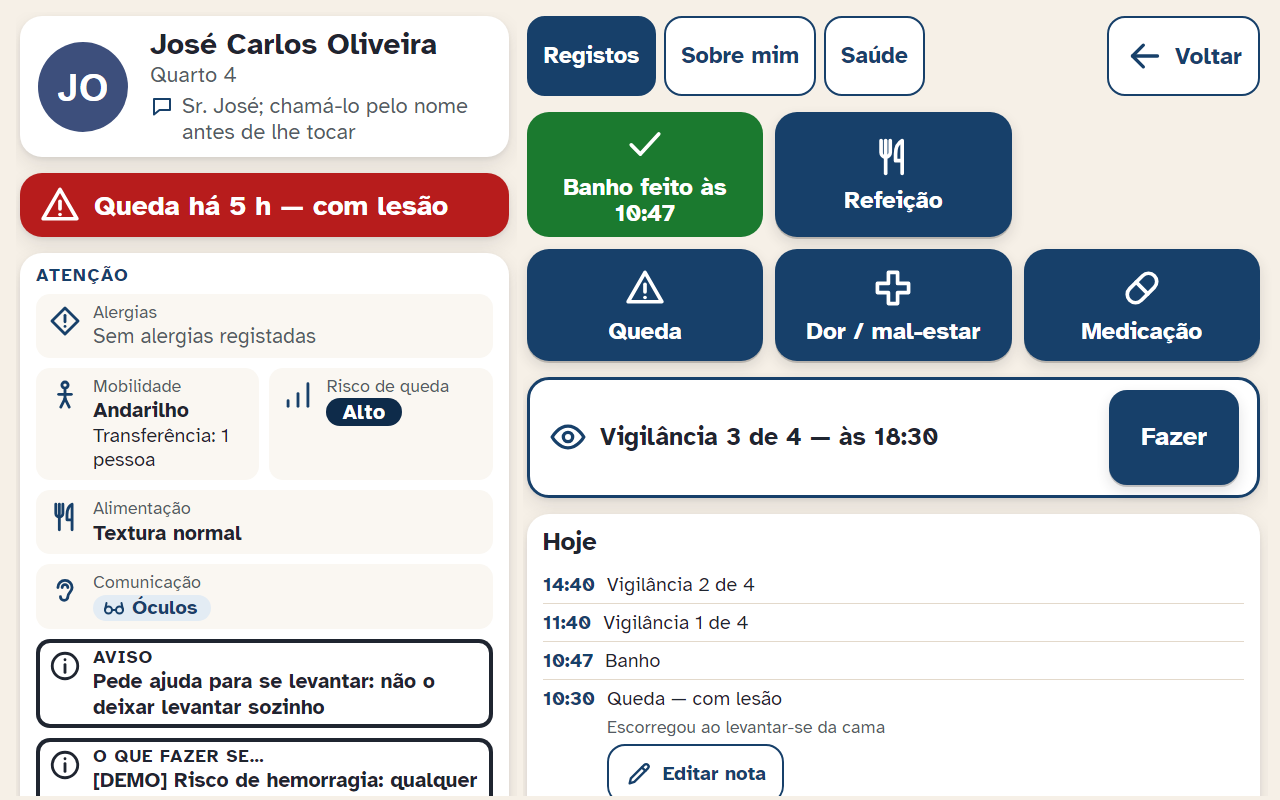 JO
José Carlos Oliveira
Quarto 4
Sr. José; chamá-lo pelo nome
antes de lhe tocar
Queda há 5 h — com lesão
ATENÇÃO
Alergias
Sem alergias registadas
Mobilidade
Andarilho
Transferência: 1
pessoa
Risco de queda
Alto
Alimentação
Textura normal
Comunicação
Óculos
AVISO
Pede ajuda para se levantar: não o
deixar levantar sozinho
O QUE FAZER SE...
[DEMO] Risco de hemorragia: qualquer
Registos
Sobre mim
Saúde
Voltar
Banho feito às
10:47
Refeição
Queda
Dor / mal-estar
Medicação
Vigilância 3 de 4 — às 18:30
Fazer
Hoje
14:40 Vigilância 2 de 4
11:40 Vigilância 1 de 4
10:47 Banho
10:30 Queda — com lesão
Escorregou ao levantar-se da cama
Editar nota